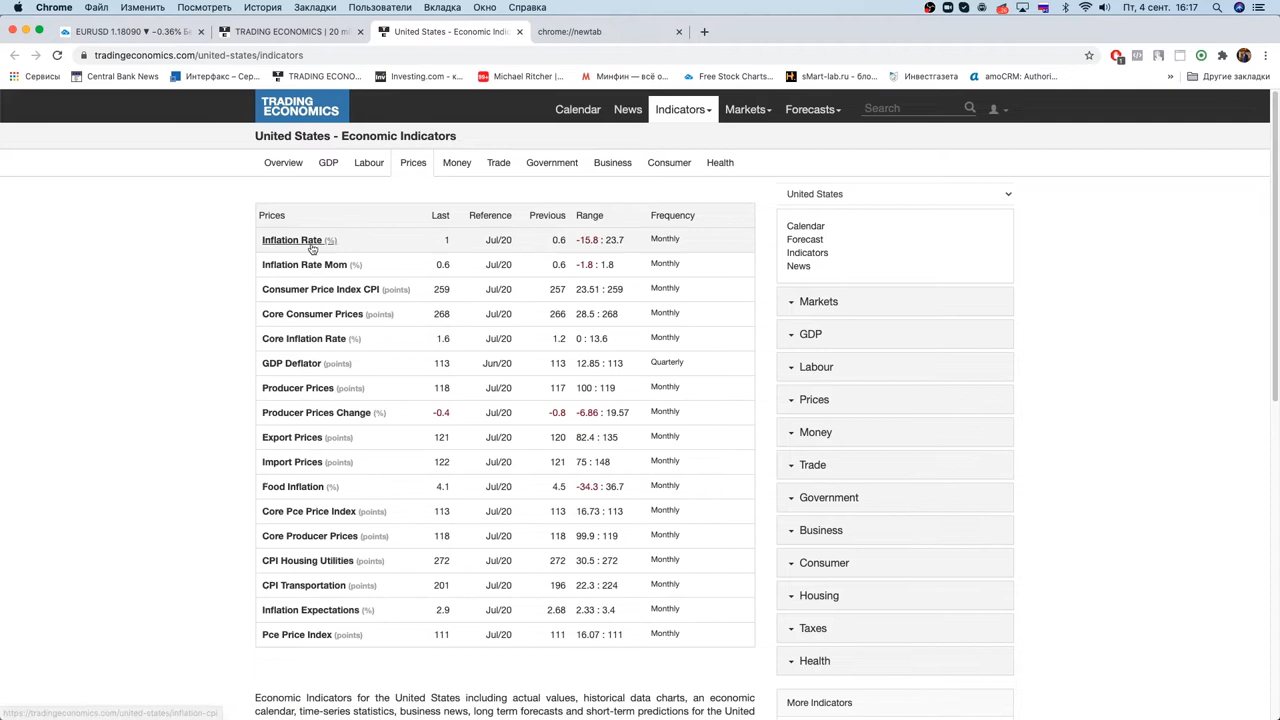 Chrome Файл Изменить Посмотреть История Закладки Пользователи Вкладка Окно Справка Пт, 4 сент. 16:17
EURUSD 1.18090 ▼ −0.36% Бе
TRADING ECONOMICS | 20 mi
United States - Economic Indic
chrome://newtab
tradingeconomics.com/united-states/indicators
Сервисы Central Bank News Интерфакс – Сер... TRADING ECONO... Investing.com - к... Michael Ritcher |... Минфин — всё о... Free Stock Charts... sMart-lab.ru - бло... Инвестгазета amoCRM: Authori... » Другие закладки
TRADING
ECONOMICS
Calendar News Indicators Markets Forecasts Search
United States - Economic Indicators
Overview GDP Labour Prices Money Trade Government Business Consumer Health
Prices Last Reference Previous Range Frequency
Inflation Rate (%) 1 Jul/20 0.6 -15.8 : 23.7 Monthly
Inflation Rate Mom (%) 0.6 Jul/20 0.6 -1.8 : 1.8 Monthly
Consumer Price Index CPI (points) 259 Jul/20 257 23.51 : 259 Monthly
Core Consumer Prices (points) 268 Jul/20 266 28.5 : 268 Monthly
Core Inflation Rate (%) 1.6 Jul/20 1.2 0 : 13.6 Monthly
GDP Deflator (points) 113 Jun/20 113 12.85 : 113 Quarterly
Producer Prices (points) 118 Jul/20 117 100 : 119 Monthly
Producer Prices Change (%) -0.4 Jul/20 -0.8 -6.86 : 19.57 Monthly
Export Prices (points) 121 Jul/20 120 82.4 : 135 Monthly
Import Prices (points) 122 Jul/20 121 75 : 148 Monthly
Food Inflation (%) 4.1 Jul/20 4.5 -34.3 : 36.7 Monthly
Core Pce Price Index (points) 113 Jul/20 113 16.73 : 113 Monthly
Core Producer Prices (points) 118 Jul/20 118 99.9 : 119 Monthly
CPI Housing Utilities (points) 272 Jul/20 272 30.5 : 272 Monthly
CPI Transportation (points) 201 Jul/20 196 22.3 : 224 Monthly
Inflation Expectations (%) 2.9 Jul/20 2.68 2.33 : 3.4 Monthly
Pce Price Index (points) 111 Jul/20 111 16.07 : 111 Monthly
Economic Indicators for the United States including actual values, historical data charts, an economic
calendar, time-series statistics, business news, long term forecasts and short-term predictions for the United
United States
Calendar
Forecast
Indicators
News
Markets
GDP
Labour
Prices
Money
Trade
Government
Business
Consumer
Housing
Taxes
Health
More Indicators
https://tradingeconomics.com/united-states/inflation-cpi